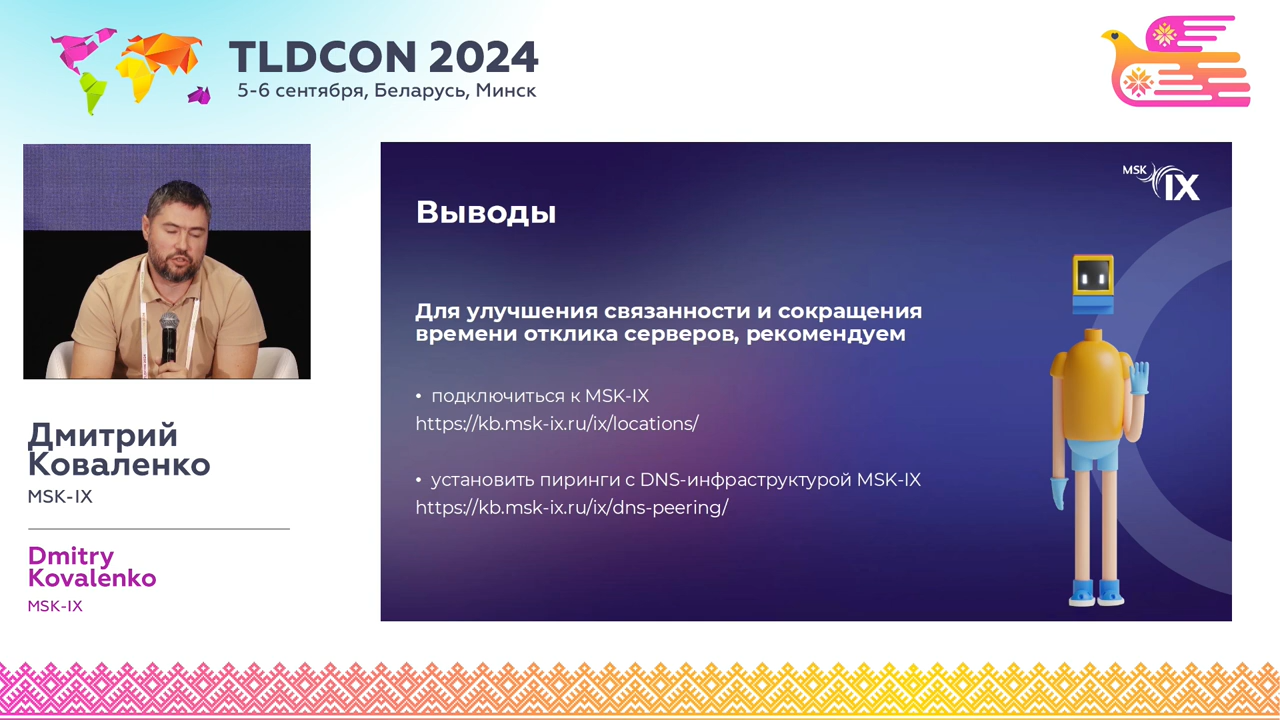 TLDCON 2024
5-6 сентября, Беларусь, Минск
MSK
IX
Выводы
Для улучшения связанности и сокращения
времени отклика серверов, рекомендуем
• подключиться к MSK-IX
https://kb.msk-ix.ru/ix/locations/
• установить пиринги с DNS-инфраструктурой MSK-IX
https://kb.msk-ix.ru/ix/dns-peering/
Дмитрий
Коваленко
MSK-IX
Dmitry
Kovalenko
MSK-IX